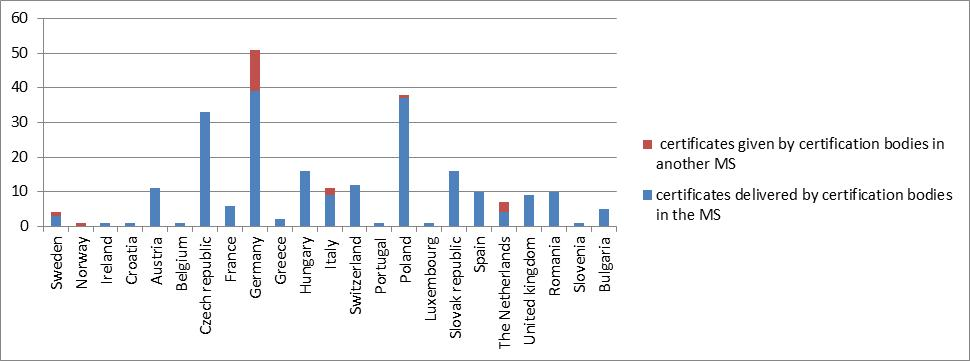 60
50
40
30
20
10
0
Sweden
Norway
Ireland
Croatia
Austria
Belgium
Czech republic
France
Germany
Greece
Hungary
Italy
Switzerland
Portugal
Poland
Luxembourg
Slovak republic
Spain
The Netherlands
United kingdom
Romania
Slovenia
Bulgaria
certificates given by certification bodies in
another MS
certificates delivered by certification bodies
in the MS